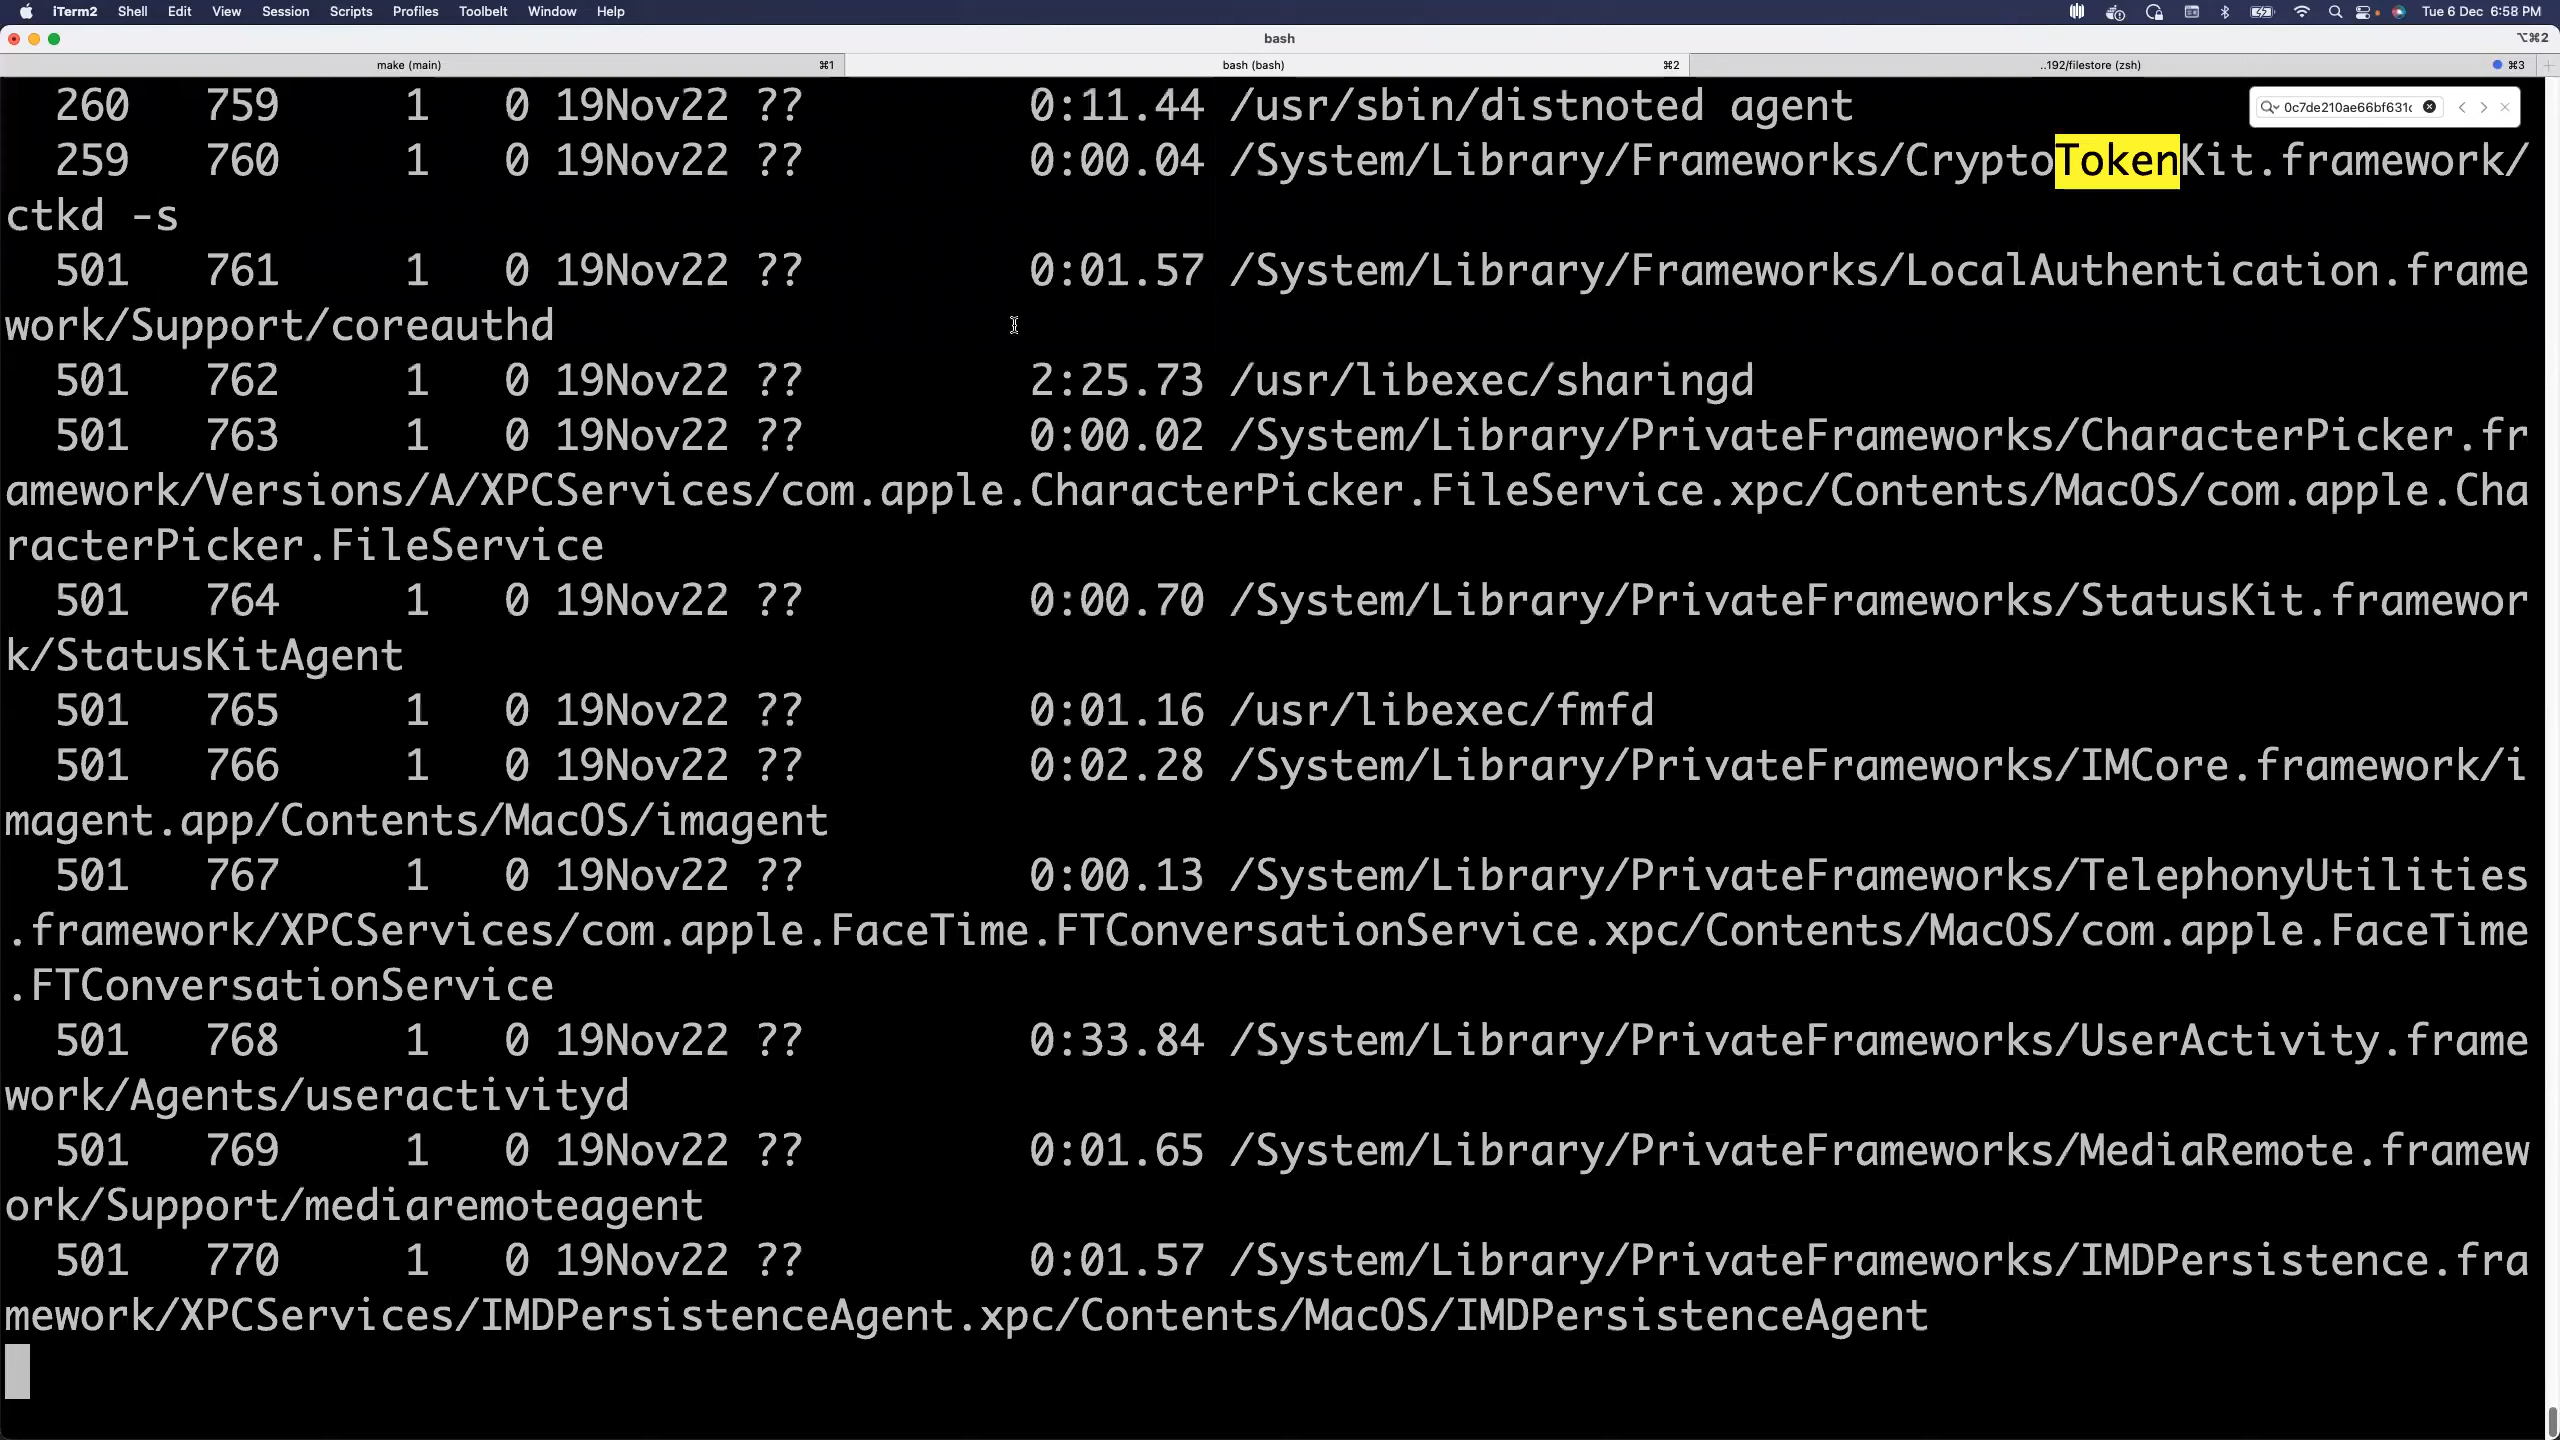 iTerm2 Shell Edit View Session Scripts Profiles Toolbelt Window Help Tue 6 Dec 6:58 PM
bash ⌥⌘2
make (main) ⌘1 bash (bash) ⌘2 ..192/filestore (zsh) ⌘3
0c7de210ae66bf631
260 759 1 0 19Nov22 ?? 0:11.44 /usr/sbin/distnoted agent
259 760 1 0 19Nov22 ?? 0:00.04 /System/Library/Frameworks/CryptoTokenKit.framework/
ctkd -s
501 761 1 0 19Nov22 ?? 0:01.57 /System/Library/Frameworks/LocalAuthentication.frame
work/Support/coreauthd
501 762 1 0 19Nov22 ?? 2:25.73 /usr/libexec/sharingd
501 763 1 0 19Nov22 ?? 0:00.02 /System/Library/PrivateFrameworks/CharacterPicker.fr
amework/Versions/A/XPCServices/com.apple.CharacterPicker.FileService.xpc/Contents/MacOS/com.apple.Cha
racterPicker.FileService
501 764 1 0 19Nov22 ?? 0:00.70 /System/Library/PrivateFrameworks/StatusKit.framewor
k/StatusKitAgent
501 765 1 0 19Nov22 ?? 0:01.16 /usr/libexec/fmfd
501 766 1 0 19Nov22 ?? 0:02.28 /System/Library/PrivateFrameworks/IMCore.framework/i
magent.app/Contents/MacOS/imagent
501 767 1 0 19Nov22 ?? 0:00.13 /System/Library/PrivateFrameworks/TelephonyUtilities
.framework/XPCServices/com.apple.FaceTime.FTConversationService.xpc/Contents/MacOS/com.apple.FaceTime
.FTConversationService
501 768 1 0 19Nov22 ?? 0:33.84 /System/Library/PrivateFrameworks/UserActivity.frame
work/Agents/useractivityd
501 769 1 0 19Nov22 ?? 0:01.65 /System/Library/PrivateFrameworks/MediaRemote.framew
ork/Support/mediaremoteagent
501 770 1 0 19Nov22 ?? 0:01.57 /System/Library/PrivateFrameworks/IMDPersistence.fra
mework/XPCServices/IMDPersistenceAgent.xpc/Contents/MacOS/IMDPersistenceAgent